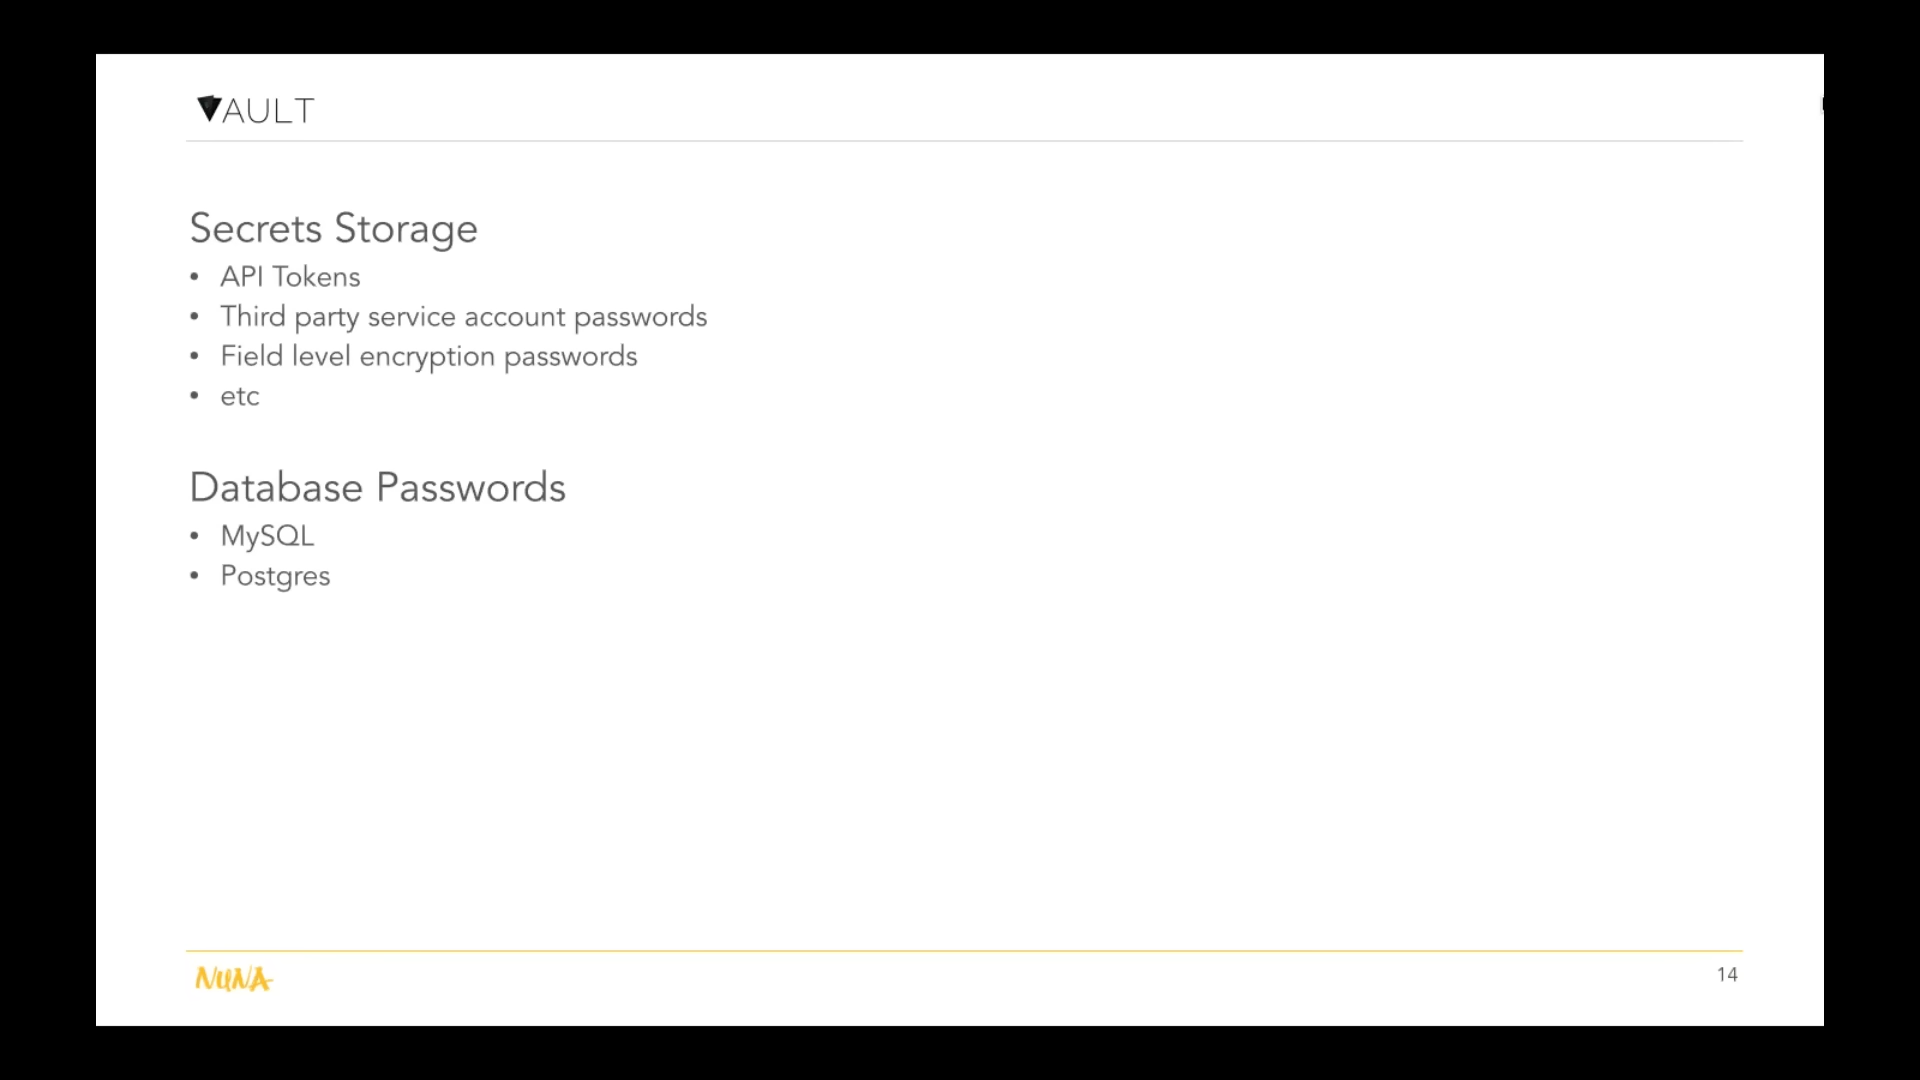 VAULT
Secrets Storage
• API Tokens
• Third party service account passwords
• Field level encryption passwords
• etc
Database Passwords
• MySQL
• Postgres
NUNA
14